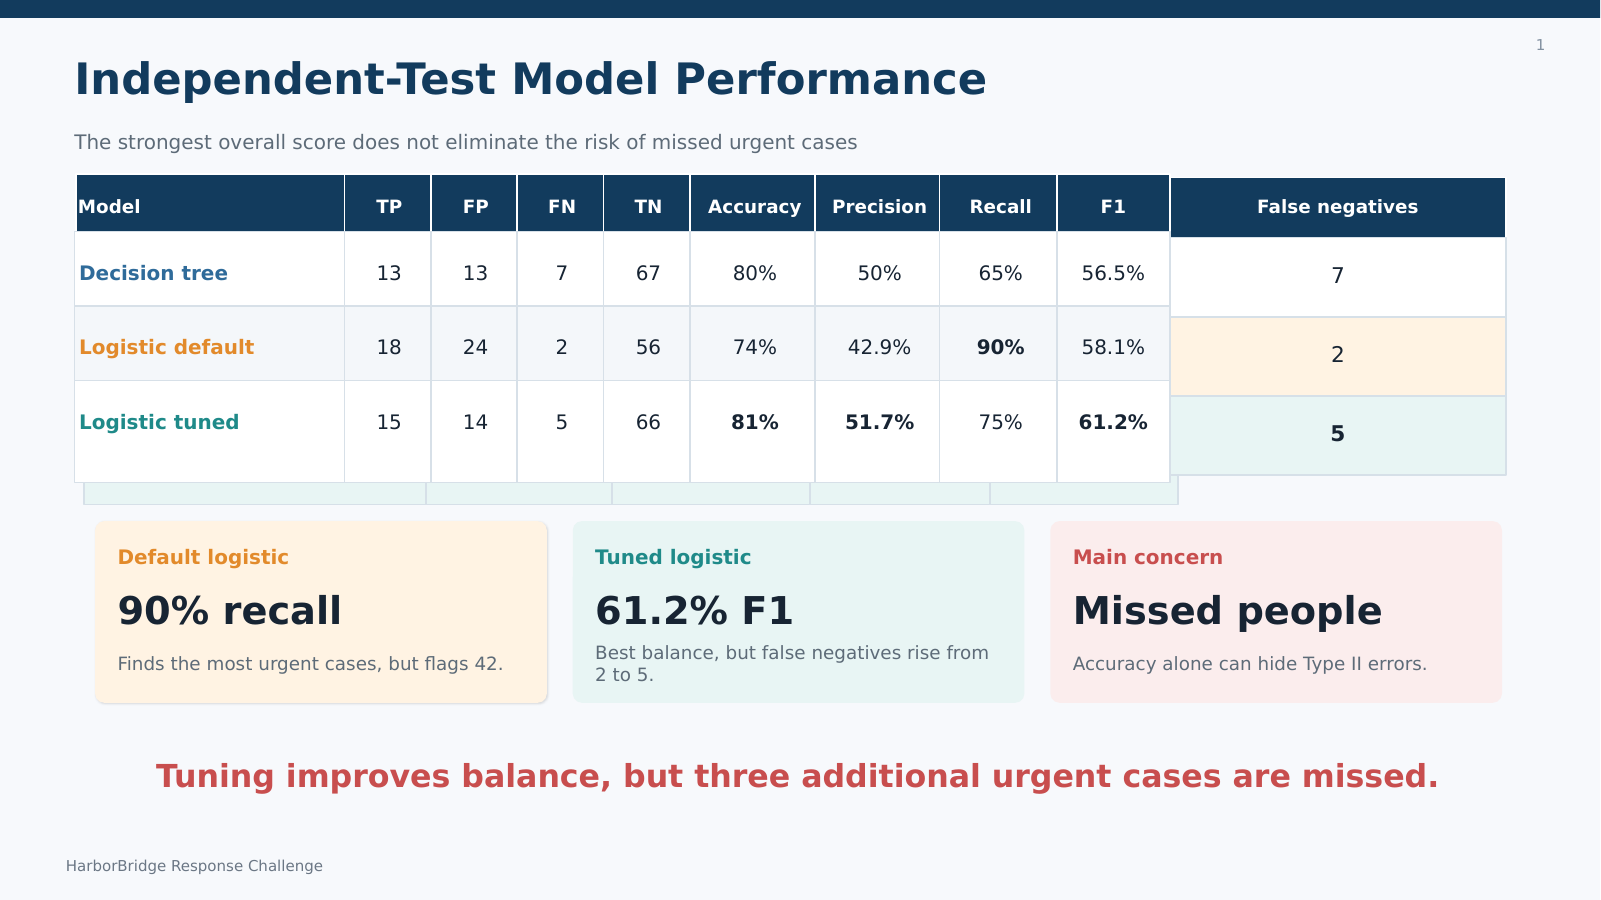 1
Independent-Test Model Performance
The strongest overall score does not eliminate the risk of missed urgent cases
Model TP FP FN TN Accuracy Precision Recall F1 False negatives
Decision tree 13 13 7 67 80% 50% 65% 56.5% 7
Logistic default 18 24 2 56 74% 42.9% 90% 58.1% 2
Logistic tuned 15 14 5 66 81% 51.7% 75% 61.2% 5
Default logistic
90% recall
Finds the most urgent cases, but flags 42.
Tuned logistic
61.2% F1
Best balance, but false negatives rise from
2 to 5.
Main concern
Missed people
Accuracy alone can hide Type II errors.
Tuning improves balance, but three additional urgent cases are missed.
HarborBridge Response Challenge